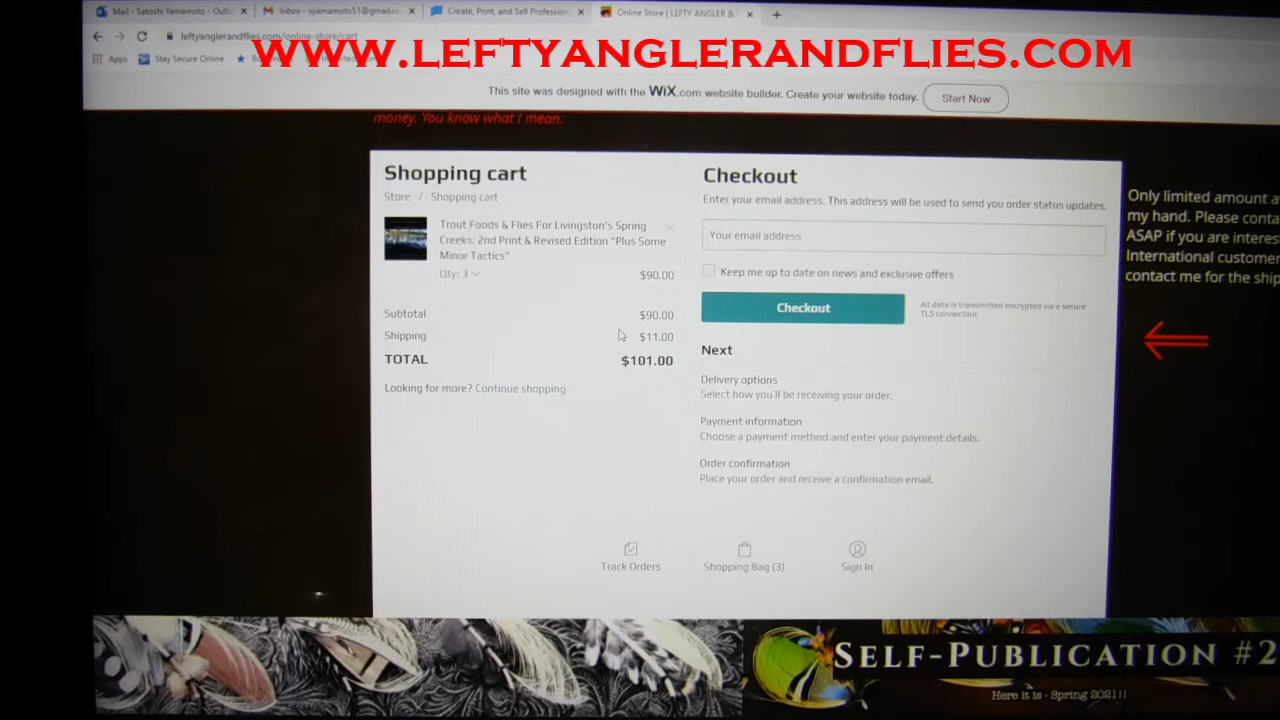 Mail - Satoshi Yamamoto - Outl
Inbox - syamamoto51@gmail.c
Create, Print, and Sell Profession
Online Store | LEFTY ANGLER &
leftyanglerandflies.com/online-store/cart
WWW.LEFTYANGLERANDFLIES.COM
Apps
Stay Secure Online
This site was designed with the WiX.com website builder. Create your website today.
Start Now
money. You know what I mean:
Shopping cart
Store / Shopping cart
Trout Foods & Flies For Livingston's Spring
Creeks: 2nd Print & Revised Edition "Plus Some
Minor Tactics"
Qty: 3
$90.00
Subtotal
$90.00
Shipping
$11.00
TOTAL
$101.00
Looking for more? Continue shopping
Checkout
Enter your email address. This address will be used to send you order status updates.
Your email address
Keep me up to date on news and exclusive offers
Checkout
All data is transmitted encrypted via a secure
TLS connection
Next
Delivery options
Select how you'll be receiving your order.
Payment information
Choose a payment method and enter your payment details.
Order confirmation
Place your order and receive a confirmation email.
Track Orders
Shopping Bag (3)
Sign In
Only limited amount a
my hand. Please conta
ASAP if you are interes
International customer
contact me for the ship
SELF-PUBLICATION #2
Here it is - Spring 2021!!